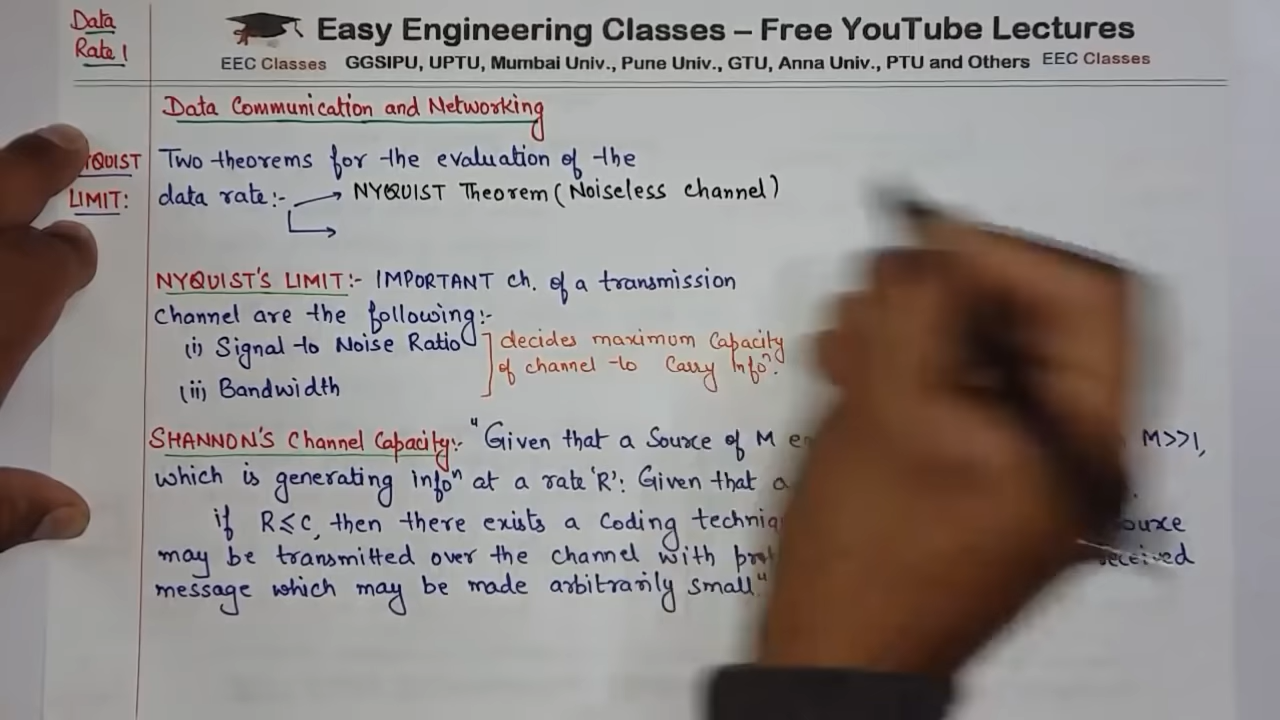 Data
Rate 1
Easy Engineering Classes – Free YouTube Lectures
EEC Classes GGSIPU, UPTU, Mumbai Univ., Pune Univ., GTU, Anna Univ., PTU and Others EEC Classes
Data Communication and Networking
QUIST
LIMIT:
Two theorems for the evaluation of the
data rate:- → NYQUIST Theorem (Noiseless channel)
NYQUIST'S LIMIT:- IMPORTANT ch. of a transmission
channel are the following:-
(i) Signal to Noise Ratio
(ii) Bandwidth
decides maximum Capacity
of channel to Carry Infoⁿ.
SHANNON'S Channel Capacity:- "Given that a Source of M M>>1,
which is generating Infoⁿ at a rate 'R': Given that a
if R≤C, then there exists a Coding
may be transmitted over the channel with received
message which may be made arbitrarily small"